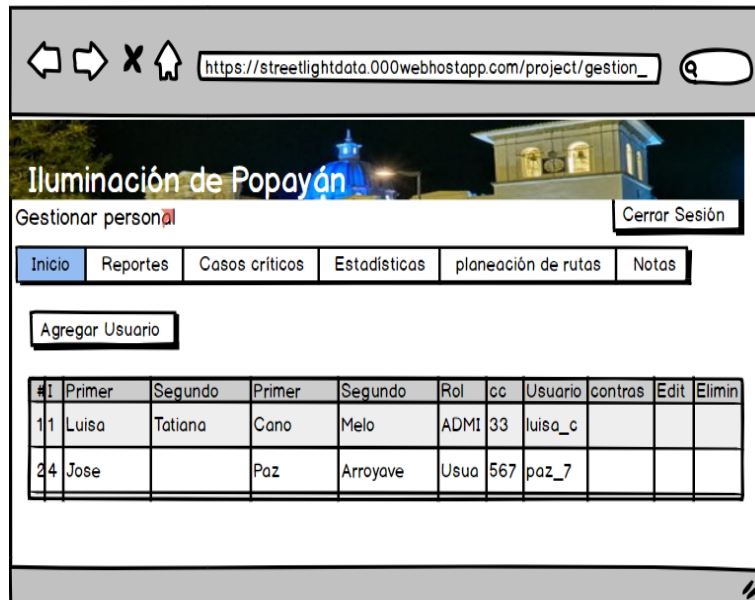 https://streetlightdata.000webhostapp.com/project/gestion_
Iluminación de Popayán
Gestionar personal
Cerrar Sesión
Inicio Reportes Casos críticos Estadísticas planeación de rutas Notas
Agregar Usuario
# I Primer Segundo Primer Segundo Rol cc Usuario contras Edit Elimin
1 1 Luisa Tatiana Cano Melo ADMI 33 luisa_c
2 4 Jose Paz Arroyave Usua 567 paz_7